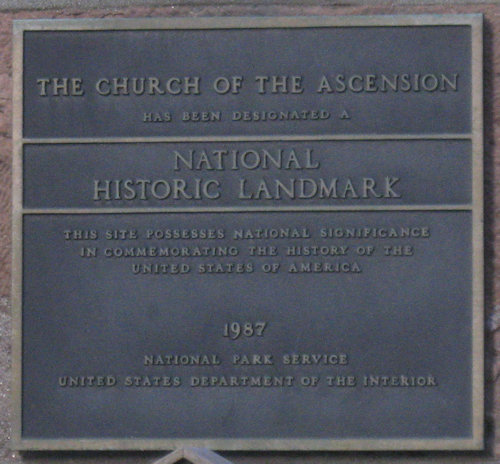 THE CHURCH OF THE ASCENSION
HAS BEEN DESIGNATED A
NATIONAL
HISTORIC LANDMARK
THIS SITE POSSESSES NATIONAL SIGNIFICANCE
IN COMMEMORATING THE HISTORY OF THE
UNITED STATES OF AMERICA
1987
NATIONAL PARK SERVICE
UNITED STATES DEPARTMENT OF THE INTERIOR